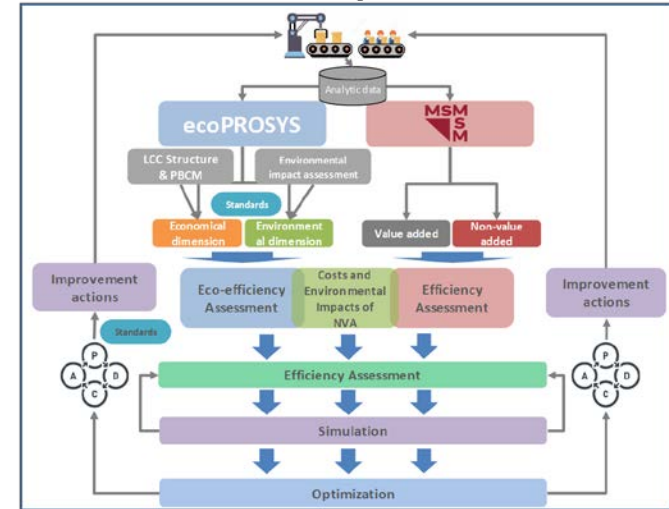 Analytic data
ecoPROSYS
MSM
S
M
LCC Structure
& PBCM
Environmental
impact assessment
Standards
Economical
dimension
Environment
al dimension
Value added
Non-value
added
Improvement
actions
Eco-efficiency
Assessment
Costs and
Environmental
Impacts of
NVA
Efficiency
Assessment
Improvement
actions
Standards
P
A
D
C
P
A
D
C
Efficiency Assessment
Simulation
Optimization